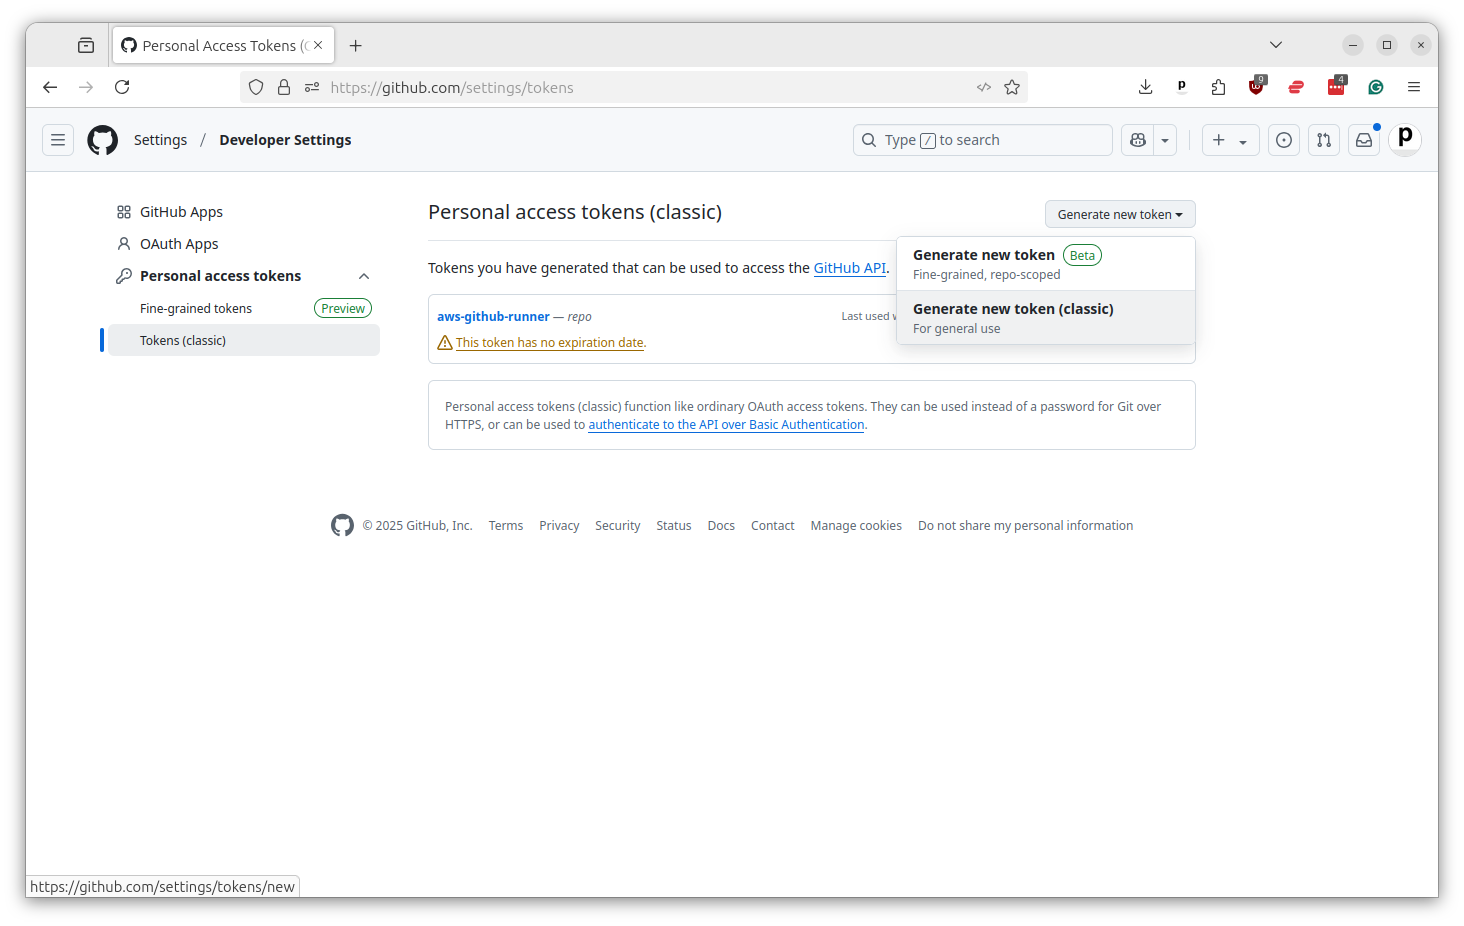 Personal Access Tokens (
https://github.com/settings/tokens
p
9
4
Settings / Developer Settings
Type / to search
p
GitHub Apps
OAuth Apps
Personal access tokens
Fine-grained tokens Preview
Tokens (classic)
Personal access tokens (classic)
Generate new token
Generate new token Beta
Fine-grained, repo-scoped
Generate new token (classic)
For general use
Tokens you have generated that can be used to access the GitHub API.
aws-github-runner — repo
Last used
This token has no expiration date.
Personal access tokens (classic) function like ordinary OAuth access tokens. They can be used instead of a password for Git over
HTTPS, or can be used to authenticate to the API over Basic Authentication.
© 2025 GitHub, Inc. Terms Privacy Security Status Docs Contact Manage cookies Do not share my personal information
https://github.com/settings/tokens/new